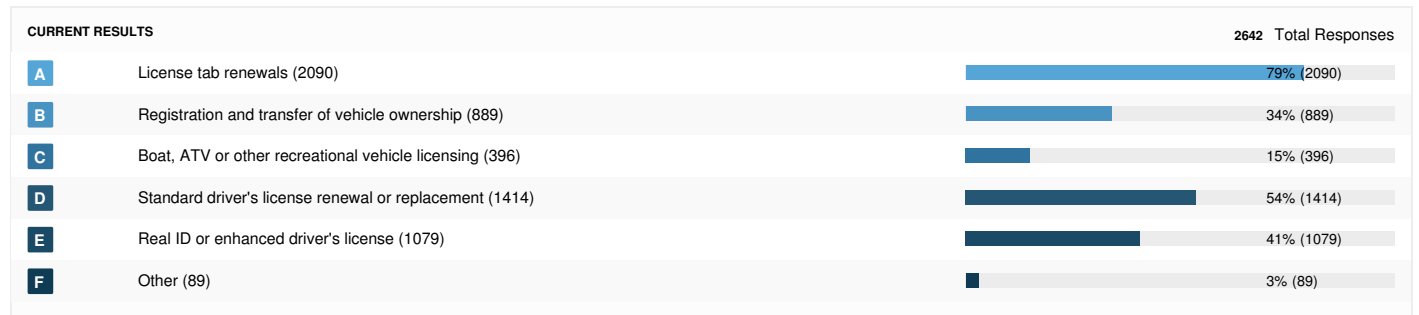 CURRENT RESULTS 2642 Total Responses
A License tab renewals (2090) 79% (2090)
B Registration and transfer of vehicle ownership (889) 34% (889)
C Boat, ATV or other recreational vehicle licensing (396) 15% (396)
D Standard driver's license renewal or replacement (1414) 54% (1414)
E Real ID or enhanced driver's license (1079) 41% (1079)
F Other (89) 3% (89)